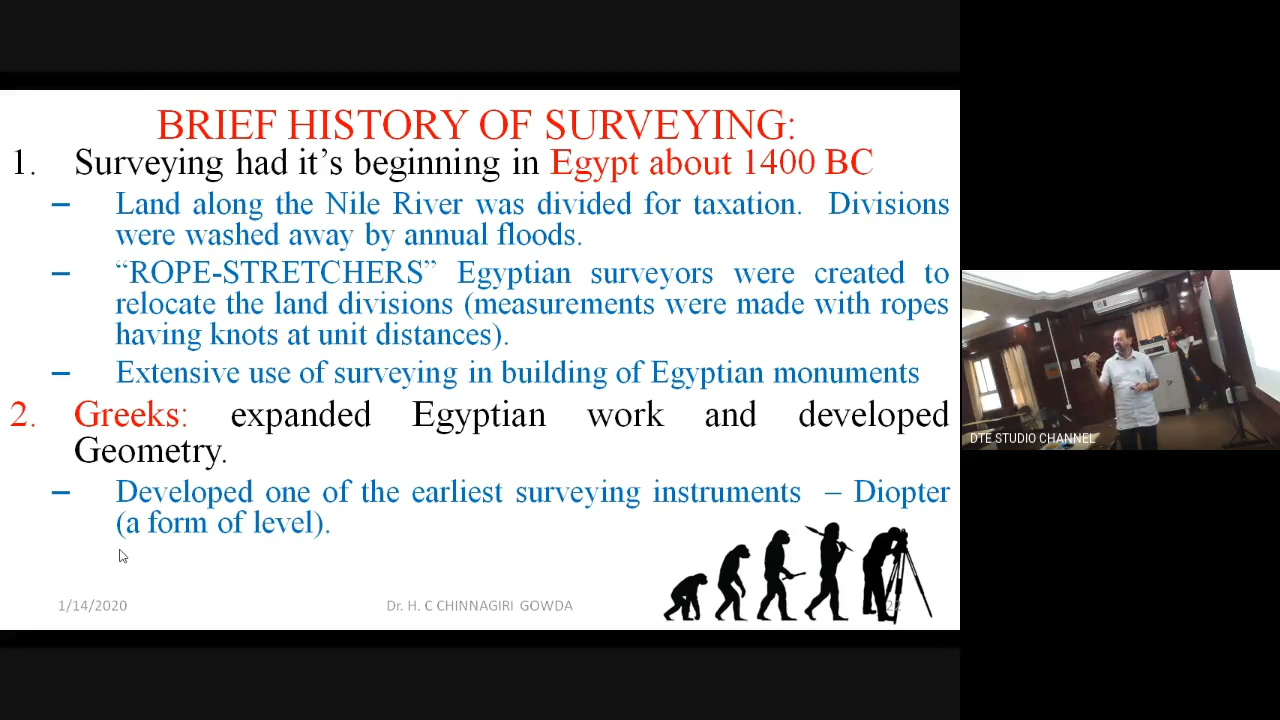 BRIEF HISTORY OF SURVEYING:
1. Surveying had it’s beginning in Egypt about 1400 BC
– Land along the Nile River was divided for taxation. Divisions
were washed away by annual floods.
– “ROPE-STRETCHERS” Egyptian surveyors were created to
relocate the land divisions (measurements were made with ropes
having knots at unit distances).
– Extensive use of surveying in building of Egyptian monuments
2. Greeks: expanded Egyptian work and developed
Geometry.
– Developed one of the earliest surveying instruments – Diopter
(a form of level).
1/14/2020
Dr. H. C CHINNAGIRI GOWDA
22
DTE STUDIO CHANNEL